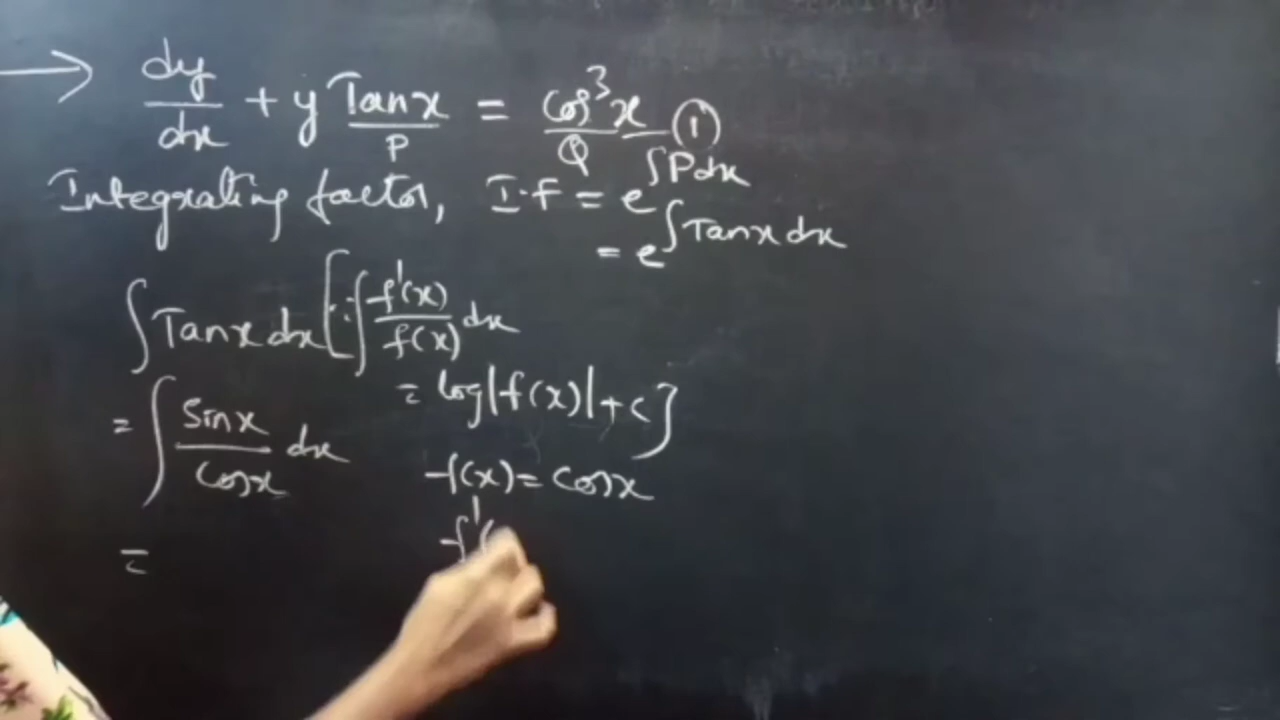 → dy/dx + y Tanx = cos³x — ①
P Q
Integrating factor, I.f = e^∫Pdx
= e^∫Tanx dx
∫Tanx dx [∵ ∫ f'(x)/f(x) dx
= log|f(x)|+c]
= ∫ sinx/cosx dx
f(x) = cosx
= f'(